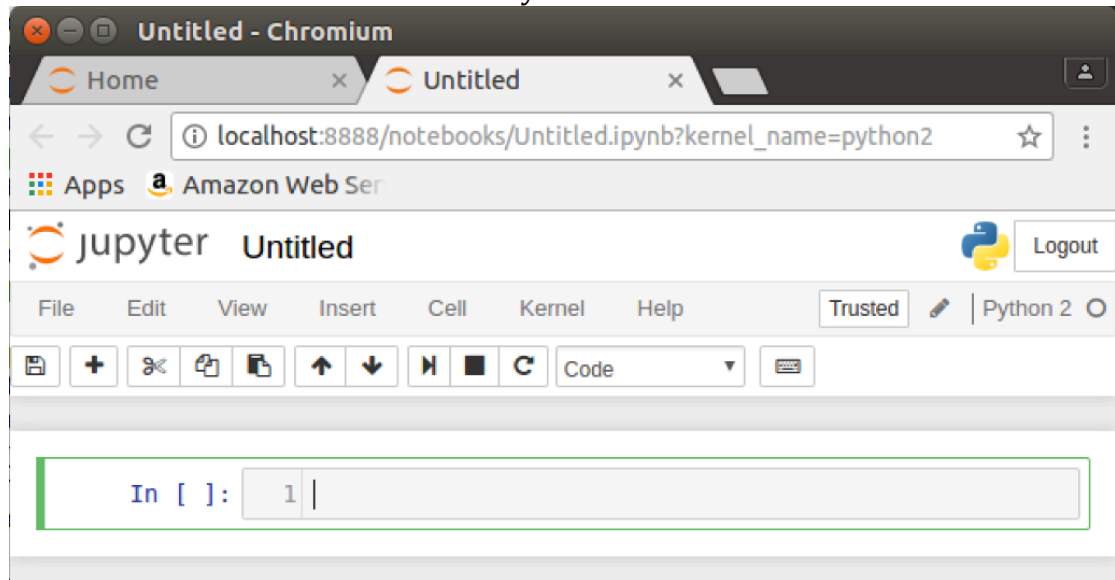 Untitled - Chromium
Home Untitled
localhost:8888/notebooks/Untitled.ipynb?kernel_name=python2
Apps Amazon Web Ser
jupyter Untitled Logout
File Edit View Insert Cell Kernel Help Trusted Python 2
Code
In [ ]: 1